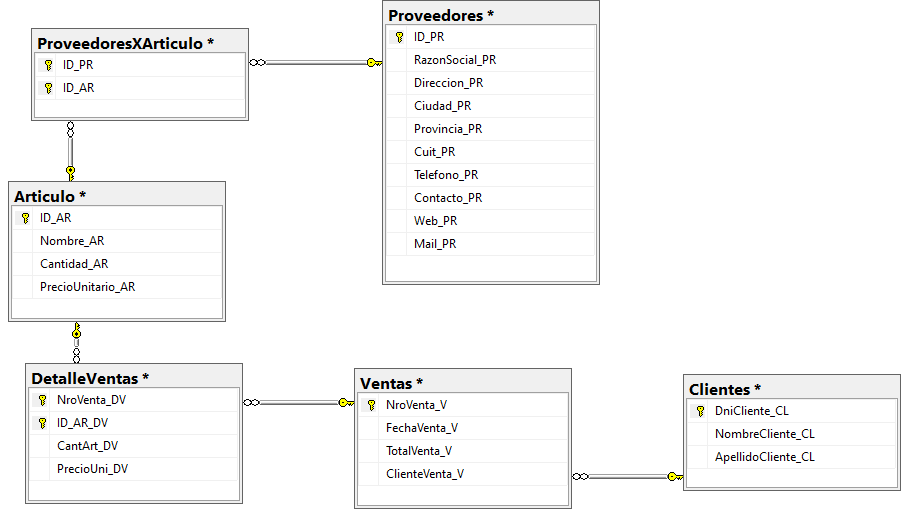 ProveedoresXArticulo *
ID_PR
ID_AR
Proveedores *
ID_PR
RazonSocial_PR
Direccion_PR
Ciudad_PR
Provincia_PR
Cuit_PR
Telefono_PR
Contacto_PR
Web_PR
Mail_PR
Articulo *
ID_AR
Nombre_AR
Cantidad_AR
PrecioUnitario_AR
DetalleVentas *
NroVenta_DV
ID_AR_DV
CantArt_DV
PrecioUni_DV
Ventas *
NroVenta_V
FechaVenta_V
TotalVenta_V
ClienteVenta_V
Clientes *
DniCliente_CL
NombreCliente_CL
ApellidoCliente_CL